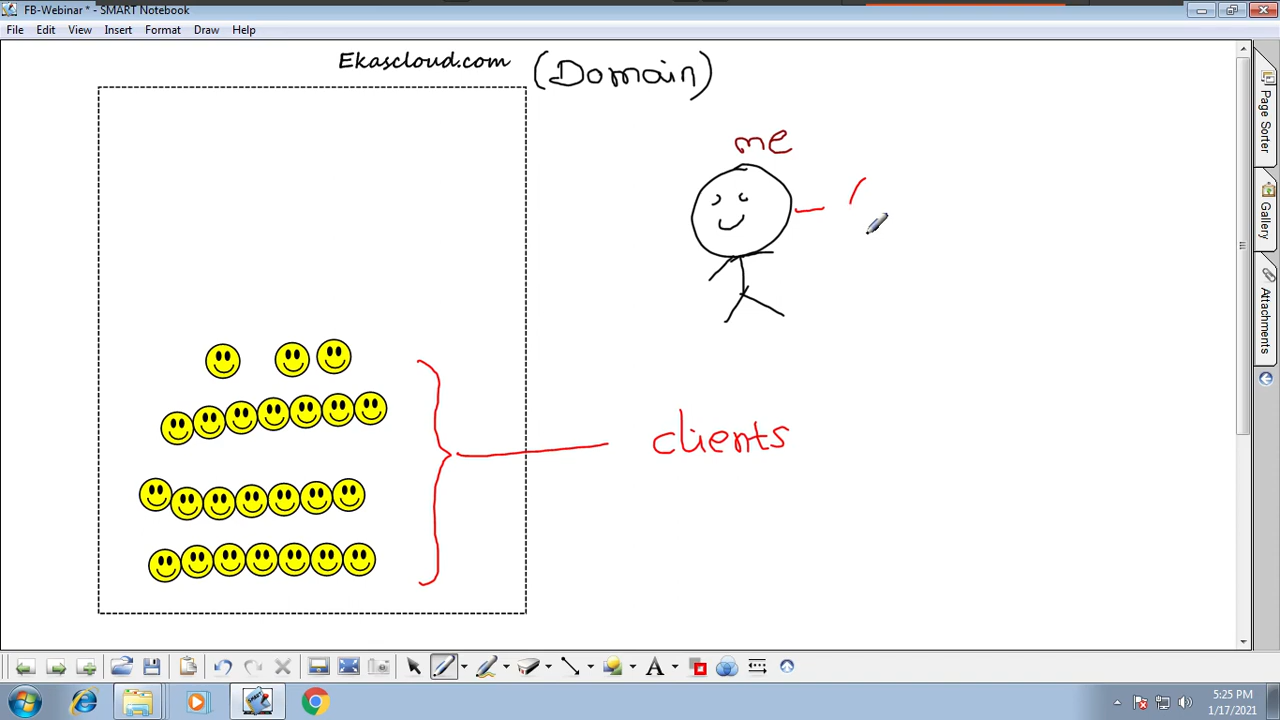 FB-Webinar * - SMART Notebook
File Edit View Insert Format Draw Help
Ekascloud.com (Domain)
me
clients
Page Sorter
Gallery
Attachments
A
5:25 PM
1/17/2021